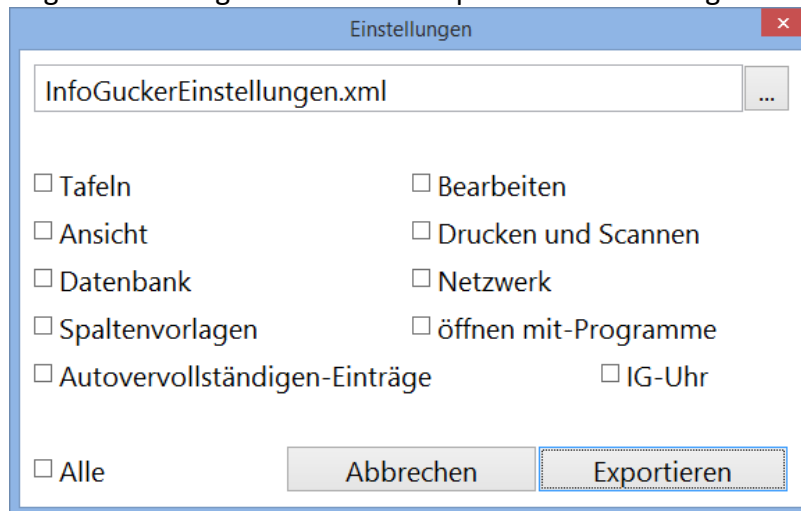 Einstellungen
InfoGuckerEinstellungen.xml ...
Tafeln Bearbeiten
Ansicht Drucken und Scannen
Datenbank Netzwerk
Spaltenvorlagen öffnen mit-Programme
Autovervollständigen-Einträge IG-Uhr
Alle Abbrechen Exportieren